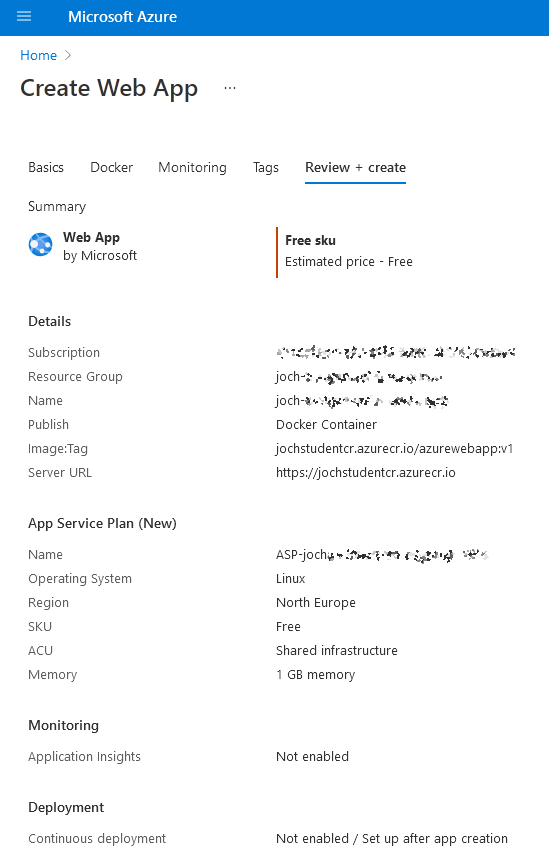 Microsoft Azure
Home
Create Web App ...
Basics Docker Monitoring Tags Review + create
Summary
Web App
by Microsoft
Free sku
Estimated price - Free
Details
Subscription
Resource Group joch-
Name joch-
Publish Docker Container
Image:Tag jochstudentcr.azurecr.io/azurewebapp:v1
Server URL https://jochstudentcr.azurecr.io
App Service Plan (New)
Name ASP-joch
Operating System Linux
Region North Europe
SKU Free
ACU Shared infrastructure
Memory 1 GB memory
Monitoring
Application Insights Not enabled
Deployment
Continuous deployment Not enabled / Set up after app creation